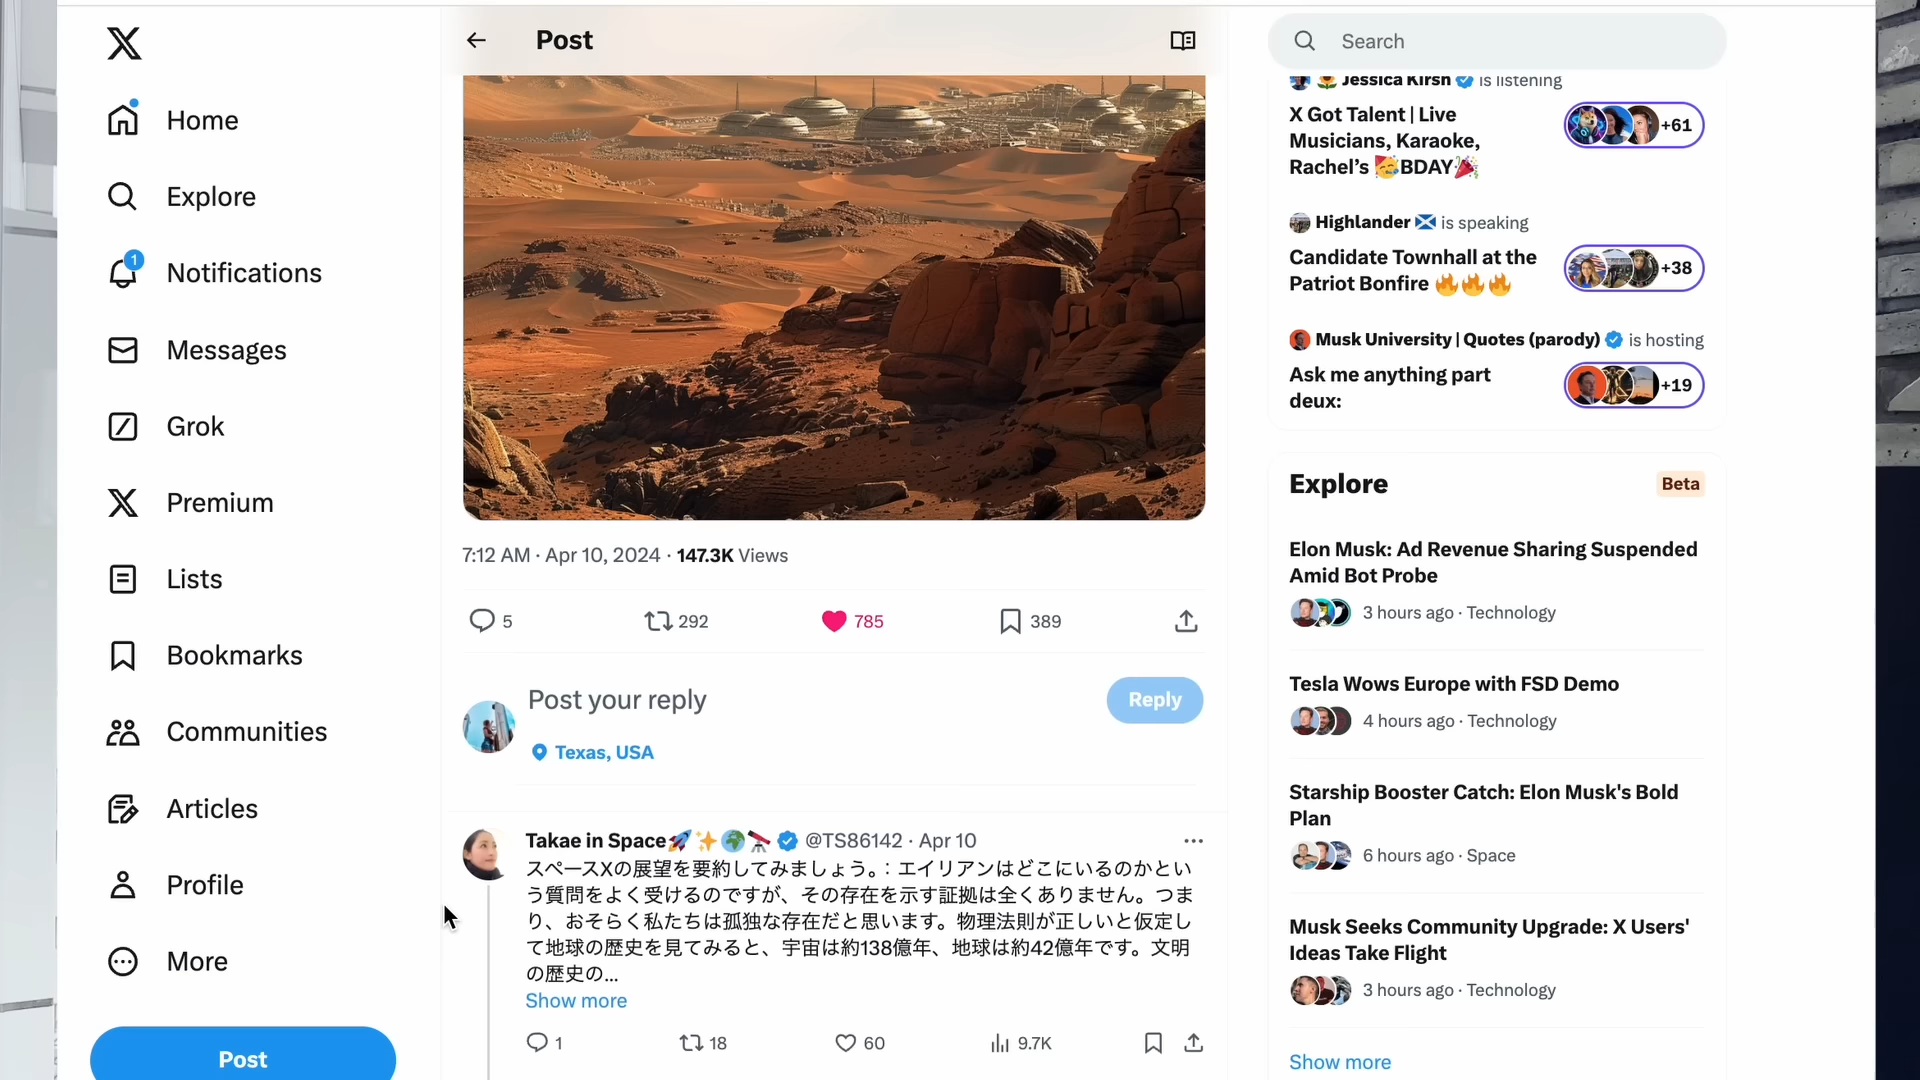 Home
Explore
1
Notifications
Messages
Grok
Premium
Lists
Bookmarks
Communities
Articles
Profile
More
Post
Post
7:12 AM · Apr 10, 2024 · 147.3K Views
5 292 785 389
Post your reply
Reply
Texas, USA
Takae in Space🚀✨🌍🔭 @TS86142 · Apr 10
スペースXの展望を要約してみましょう。: エイリアンはどこにいるのかとい
う質問をよく受けるのですが、その存在を示す証拠は全くありません。つま
り、おそらく私たちは孤独な存在だと思います。物理法則が正しいと仮定し
て地球の歴史を見てみると、宇宙は約138億年、地球は約42億年です。文明
の歴史の...
Show more
1 18 60 9.7K
Search
Jessica Kirsh is listening
X Got Talent | Live
Musicians, Karaoke,
Rachel's 🥳BDAY🎉
+61
Highlander is speaking
Candidate Townhall at the
Patriot Bonfire 🔥🔥🔥
+38
Musk University | Quotes (parody) is hosting
Ask me anything part
deux:
+19
Explore
Beta
Elon Musk: Ad Revenue Sharing Suspended
Amid Bot Probe
3 hours ago · Technology
Tesla Wows Europe with FSD Demo
4 hours ago · Technology
Starship Booster Catch: Elon Musk's Bold
Plan
6 hours ago · Space
Musk Seeks Community Upgrade: X Users'
Ideas Take Flight
3 hours ago · Technology
Show more